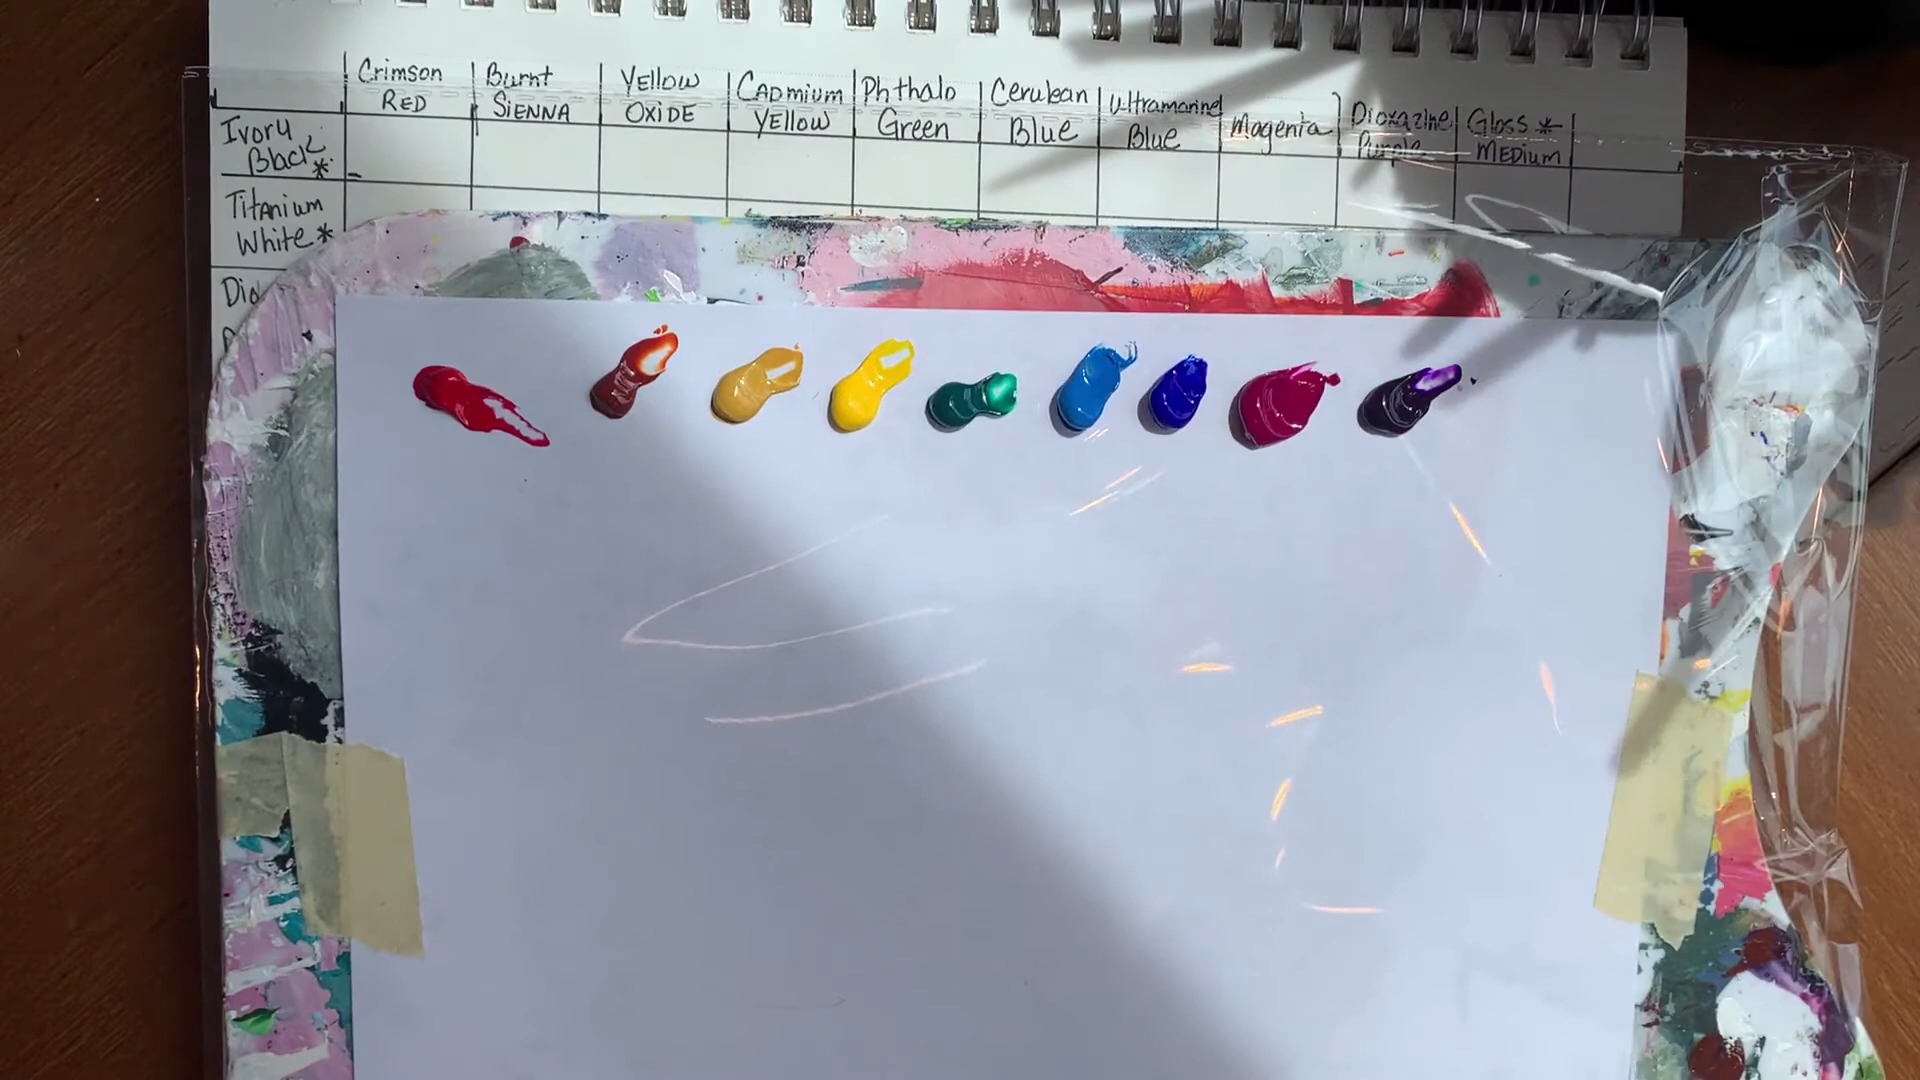 Crimson
RED
Burnt
SIENNA
YELLOW
OXIDE
CADMIUM
YELLOW
Phthalo
Green
Cerulean
Blue
Ultramarine
Blue
Magenta
Dioxazine
Purple
Gloss *
MEDIUM
Ivory
Black *
Titanium
White *
Dio